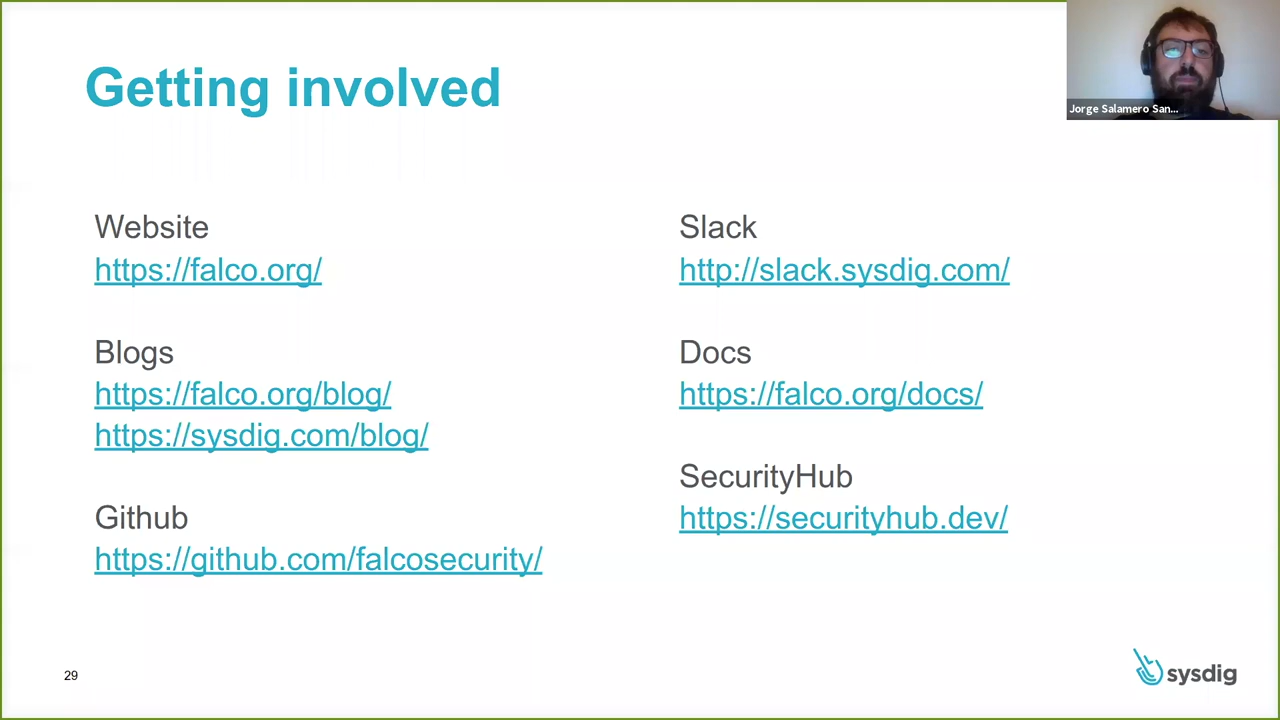 Getting involved
Jorge Salamero San...
Website
https://falco.org/
Blogs
https://falco.org/blog/
https://sysdig.com/blog/
Github
https://github.com/falcosecurity/
Slack
http://slack.sysdig.com/
Docs
https://falco.org/docs/
SecurityHub
https://securityhub.dev/
29
sysdig